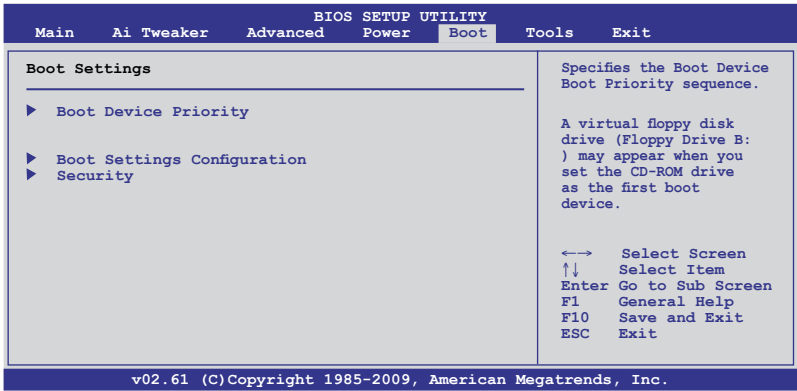 BIOS SETUP UTILITY
Main Ai Tweaker Advanced Power Boot Tools Exit
Boot Settings
Boot Device Priority
Boot Settings Configuration
Security
Specifies the Boot Device
Boot Priority sequence.
A virtual floppy disk
drive (Floppy Drive B:
) may appear when you
set the CD-ROM drive
as the first boot
device.
←→ Select Screen
↑↓ Select Item
Enter Go to Sub Screen
F1 General Help
F10 Save and Exit
ESC Exit
v02.61 (C)Copyright 1985-2009, American Megatrends, Inc.